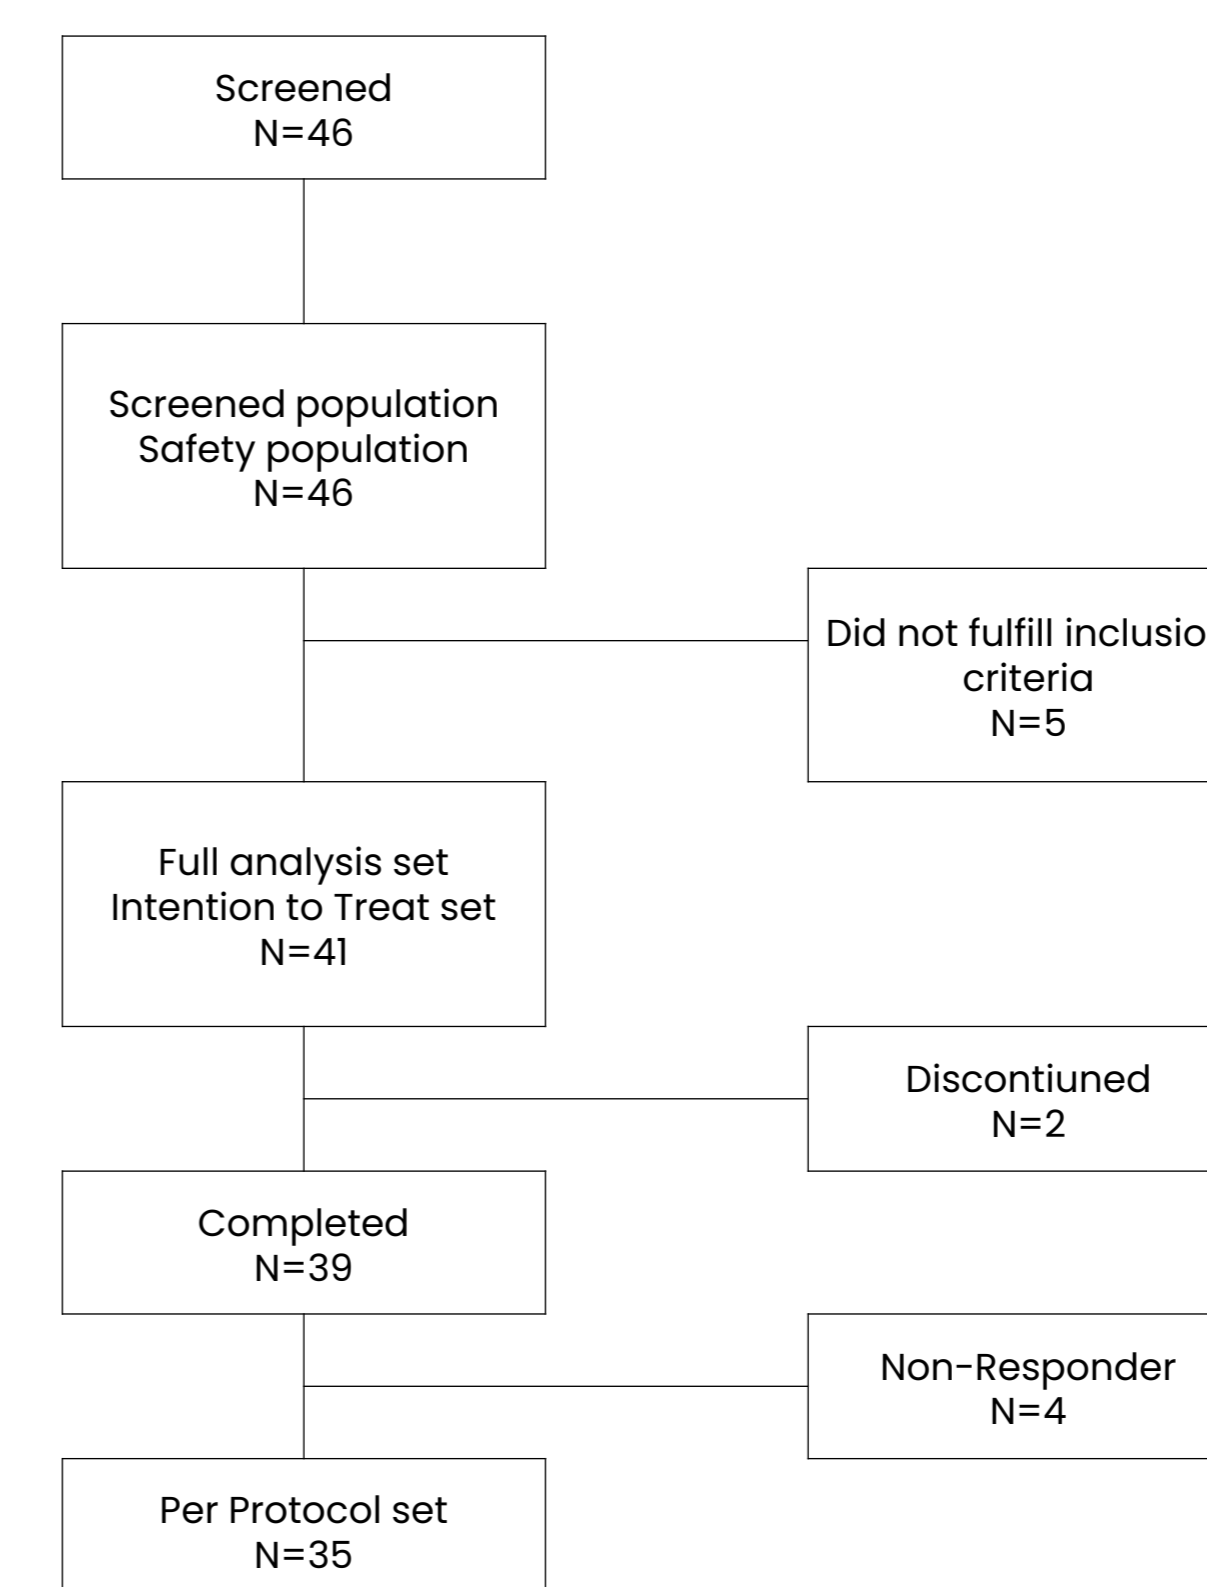 Screened
N=46
Screened population
Safety population
N=46
Did not fulfill inclusio
criteria
N=5
Full analysis set
Intention to Treat set
N=41
Discontiuned
N=2
Completed
N=39
Non-Responder
N=4
Per Protocol set
N=35